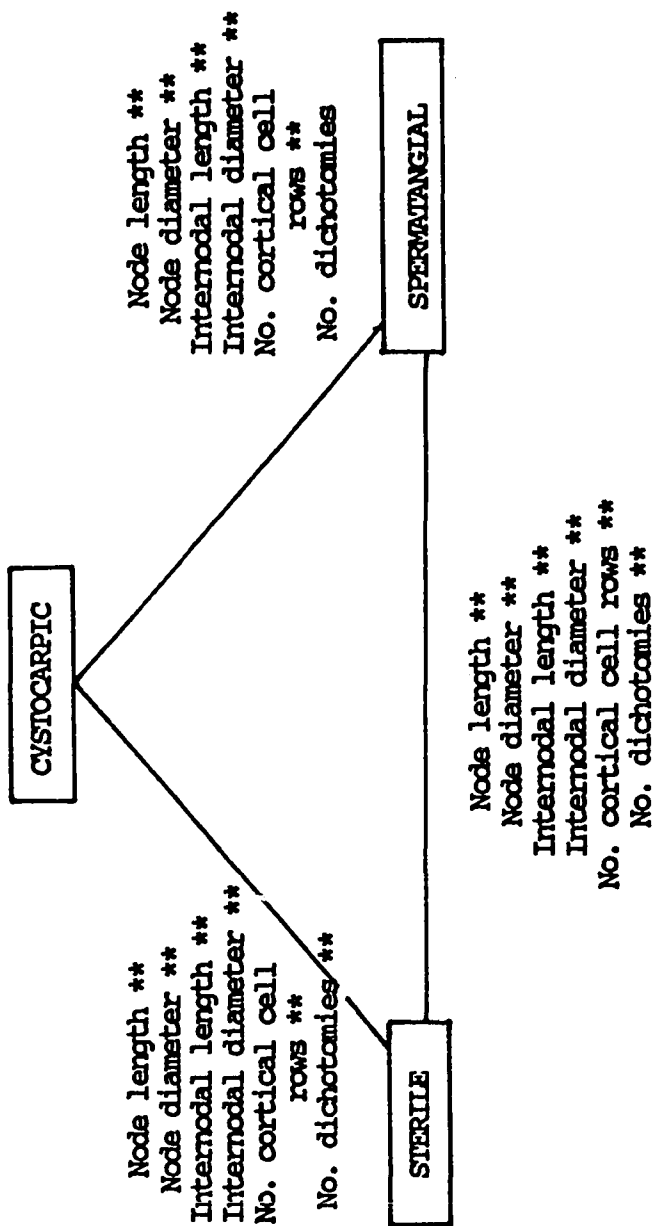 CYSTOCARPIC
Node length **
Node diameter **
Internodal length **
Internodal diameter **
No. cortical cell
rows **
No. dichotomies **
Node length **
Node diameter **
Internodal length **
Internodal diameter **
No. cortical cell
rows **
No. dichotomies
STERILE
SPERMATANGIAL
Node length **
Node diameter **
Internodal length **
Internodal diameter **
No. cortical cell rows **
No. dichotomies **